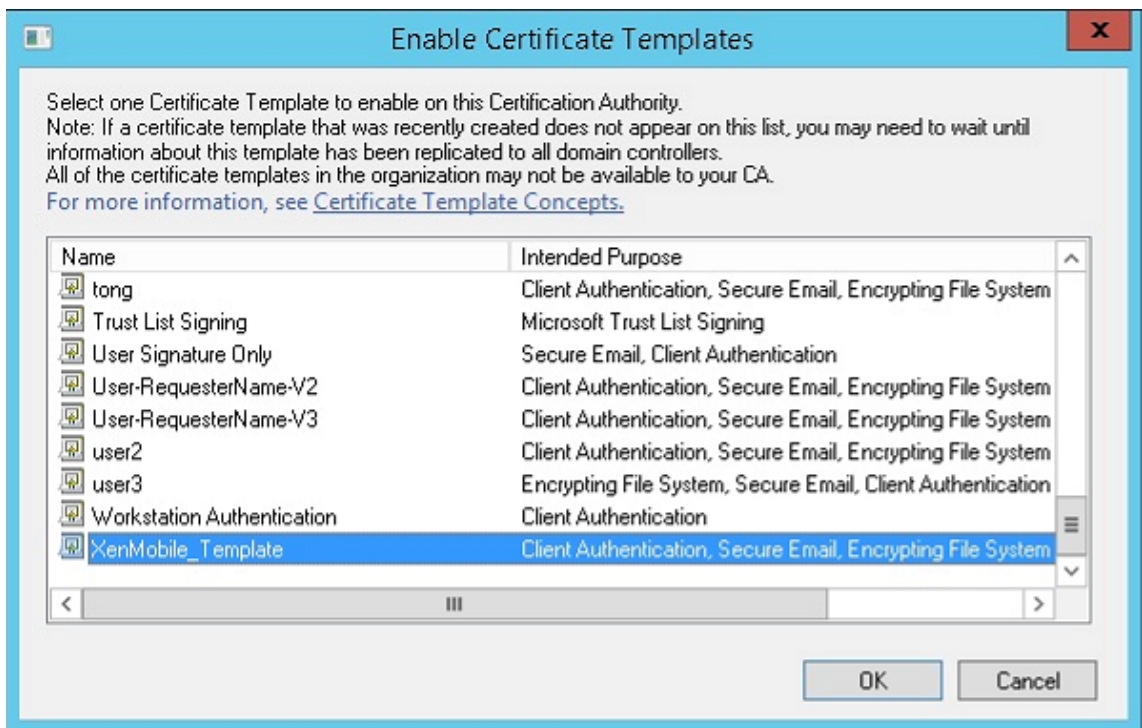 Enable Certificate Templates
x
Select one Certificate Template to enable on this Certification Authority.
Note: If a certificate template that was recently created does not appear on this list, you may need to wait until
information about this template has been replicated to all domain controllers.
All of the certificate templates in the organization may not be available to your CA.
For more information, see Certificate Template Concepts.
Name Intended Purpose
tong Client Authentication, Secure Email, Encrypting File System
Trust List Signing Microsoft Trust List Signing
User Signature Only Secure Email, Client Authentication
User-RequesterName-V2 Client Authentication, Secure Email, Encrypting File System
User-RequesterName-V3 Client Authentication, Secure Email, Encrypting File System
user2 Client Authentication, Secure Email, Encrypting File System
user3 Encrypting File System, Secure Email, Client Authentication
Workstation Authentication Client Authentication
XenMobile_Template Client Authentication, Secure Email, Encrypting File System
OK Cancel